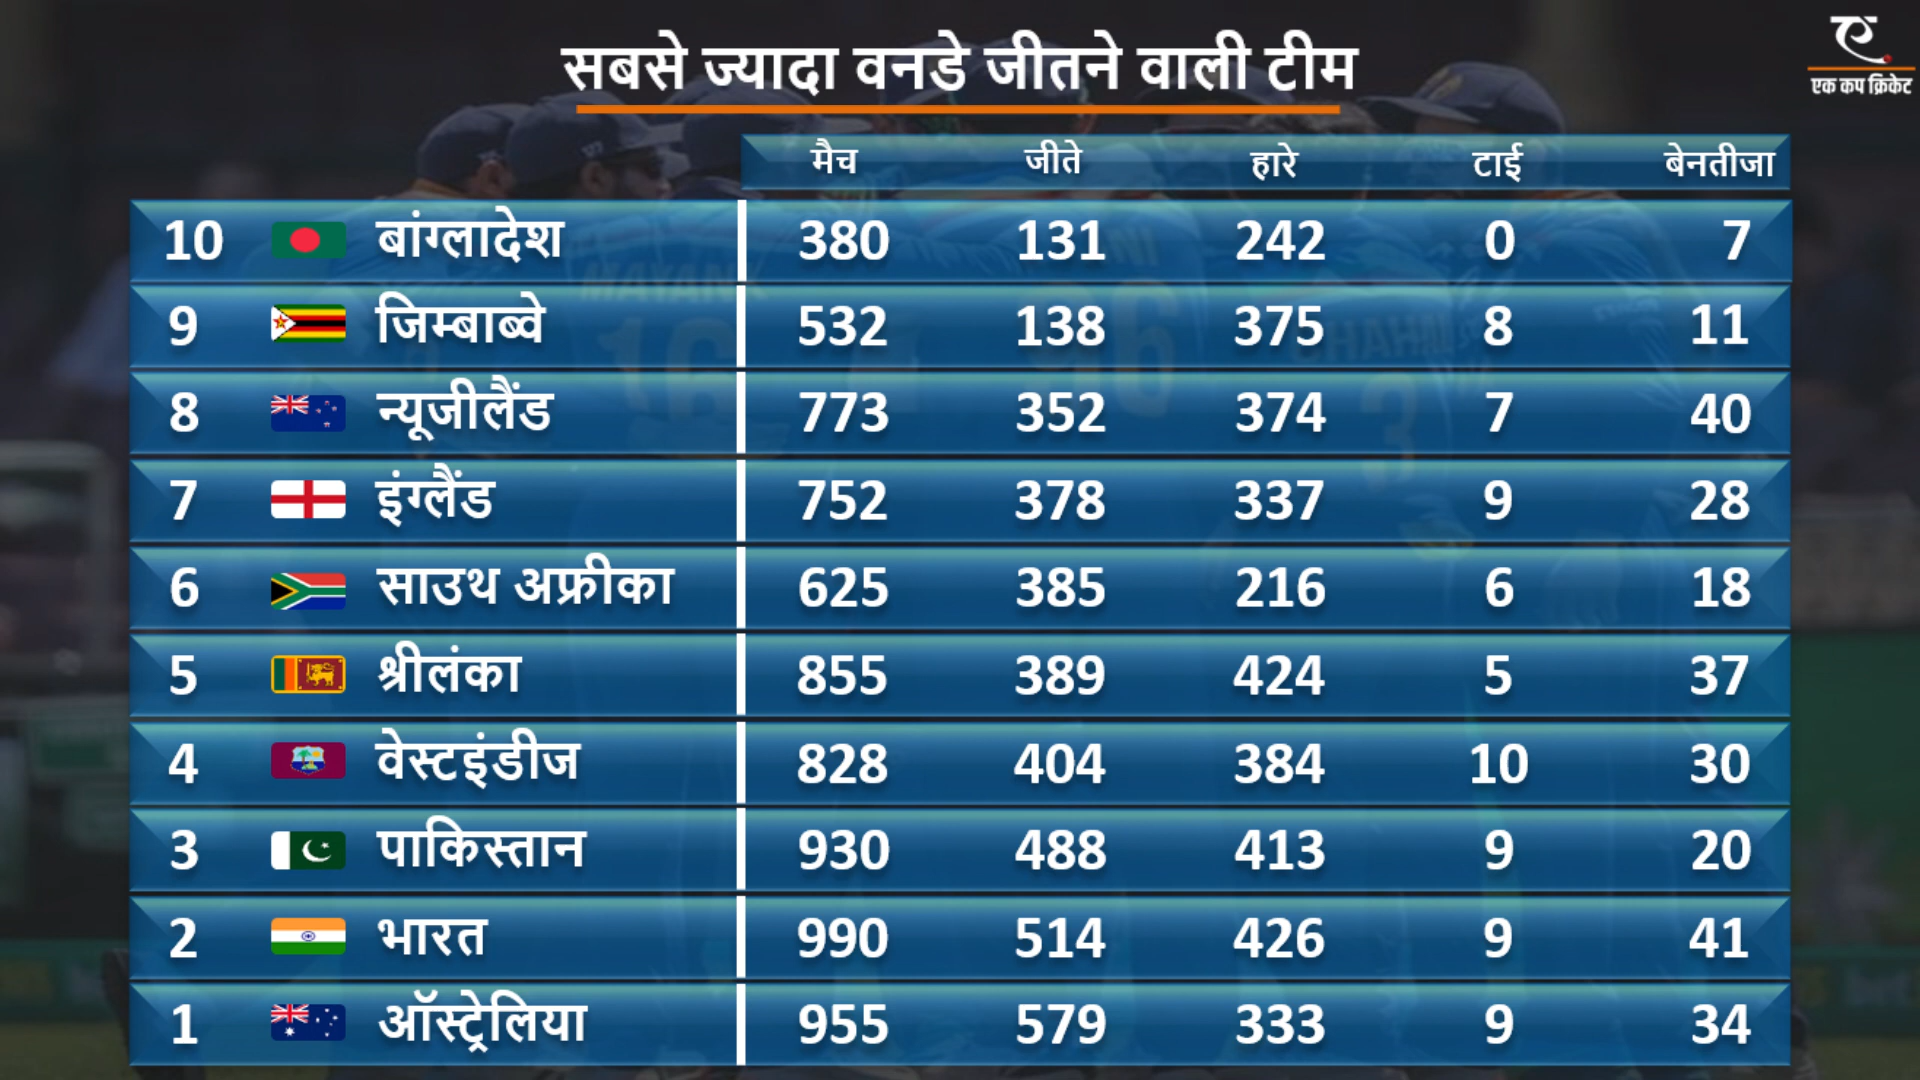 सबसे ज्यादा वनडे जीतने वाली टीम
एक कप क्रिकेट
मैच जीते हारे टाई बेनतीजा
10 बांग्लादेश 380 131 242 0 7
9 जिम्बाब्वे 532 138 375 8 11
8 न्यूजीलैंड 773 352 374 7 40
7 इंग्लैंड 752 378 337 9 28
6 साउथ अफ्रीका 625 385 216 6 18
5 श्रीलंका 855 389 424 5 37
4 वेस्टइंडीज 828 404 384 10 30
3 पाकिस्तान 930 488 413 9 20
2 भारत 990 514 426 9 41
1 ऑस्ट्रेलिया 955 579 333 9 34